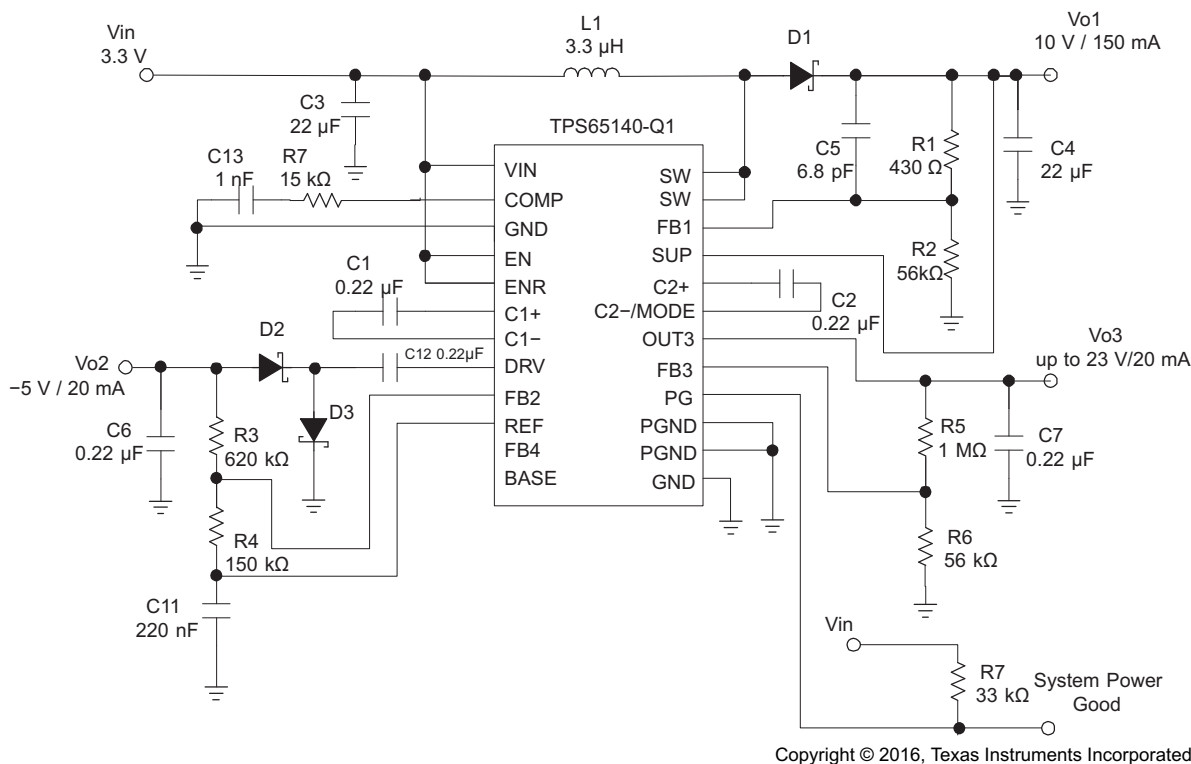 Vin
3.3 V
L1
3.3 µH
D1
Vo1
10 V / 150 mA
C3
22 µF
TPS65140-Q1
C5
6.8 pF
R1
430 Ω
C4
22 µF
C13
1 nF
R7
15 kΩ
VIN
COMP
GND
EN
ENR
C1+
C1−
DRV
FB2
REF
FB4
BASE
SW
SW
FB1
SUP
C2+
C2−/MODE
OUT3
FB3
PG
PGND
PGND
GND
R2
56kΩ
C1
0.22 µF
C2
0.22 µF
D2
C12 0.22µF
Vo2
−5 V / 20 mA
Vo3
up to 23 V/20 mA
D3
C6
0.22 µF
R3
620 kΩ
R5
1 MΩ
C7
0.22 µF
R4
150 kΩ
R6
56 kΩ
C11
220 nF
Vin
R7
33 kΩ
System Power
Good
Copyright © 2016, Texas Instruments Incorporated